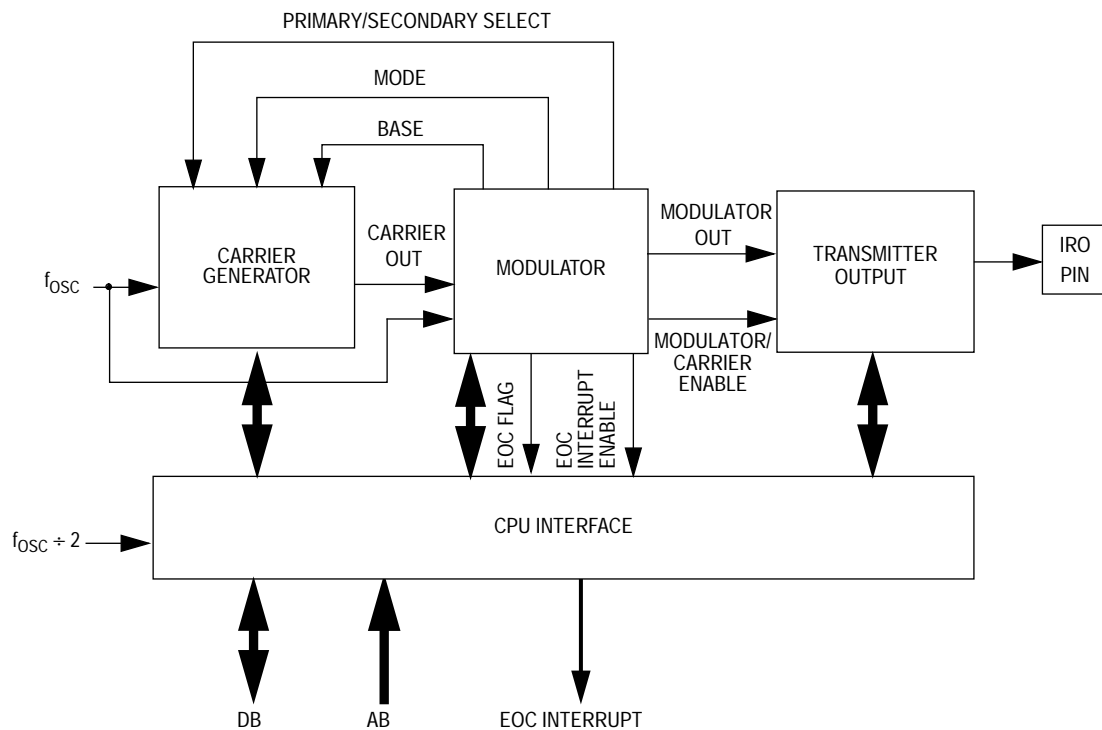 PRIMARY/SECONDARY SELECT
MODE
BASE
CARRIER
GENERATOR
CARRIER
OUT
MODULATOR
MODULATOR
OUT
MODULATOR/
CARRIER
ENABLE
TRANSMITTER
OUTPUT
IRO
PIN
fOSC
EOC FLAG
EOC
INTERRUPT
ENABLE
CPU INTERFACE
fOSC ÷ 2
DB
AB
EOC INTERRUPT